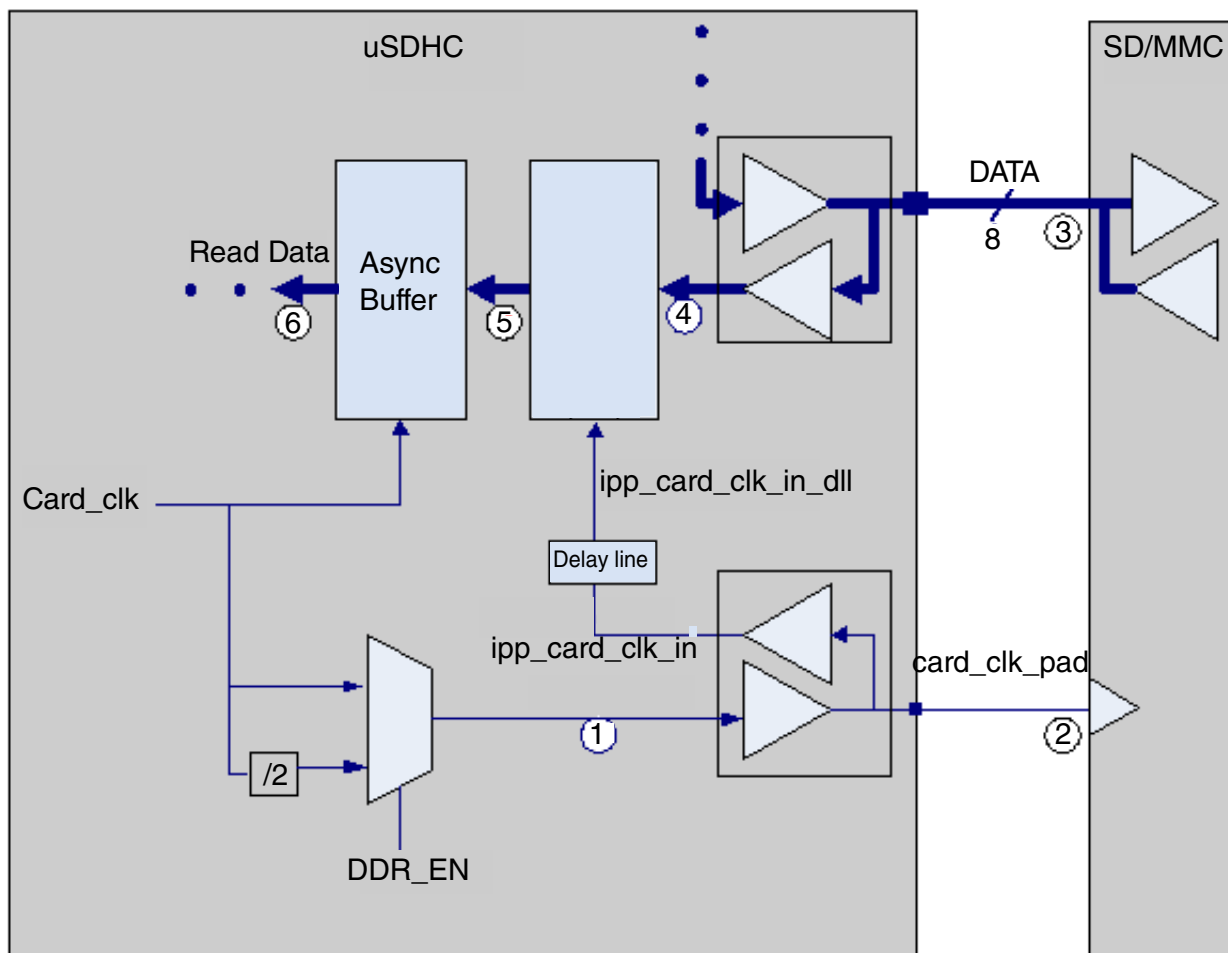 uSDHC
SD/MMC
DATA
8
3
Read Data
Async
Buffer
6
5
4
ipp_card_clk_in_dll
Card_clk
Delay line
ipp_card_clk_in
card_clk_pad
1
2
/2
DDR_EN